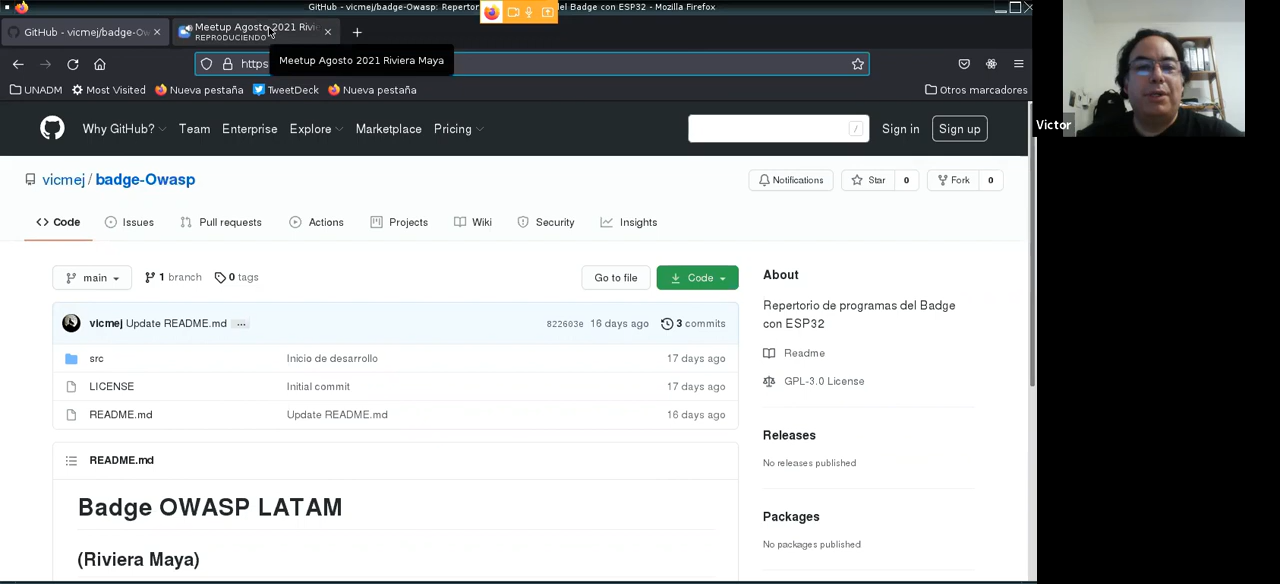 GitHub - vicmej/badge-Owasp: Repertor
el Badge con ESP32 - Mozilla Firefox
GitHub - vicmej/badge-Ow
Meetup Agosto 2021 Rivi
REPRODUCIENDO
https
Meetup Agosto 2021 Riviera Maya
UNADM Most Visited Nueva pestaña TweetDeck Nueva pestaña Otros marcadores
Why GitHub? Team Enterprise Explore Marketplace Pricing / Sign in Sign up
Victor
vicmej / badge-Owasp Notifications Star 0 Fork 0
Code Issues Pull requests Actions Projects Wiki Security Insights
main 1 branch 0 tags Go to file Code
vicmej Update README.md ... 822603e 16 days ago 3 commits
src Inicio de desarrollo 17 days ago
LICENSE Initial commit 17 days ago
README.md Update README.md 16 days ago
README.md
Badge OWASP LATAM
(Riviera Maya)
About
Repertorio de programas del Badge
con ESP32
Readme
GPL-3.0 License
Releases
No releases published
Packages
No packages published